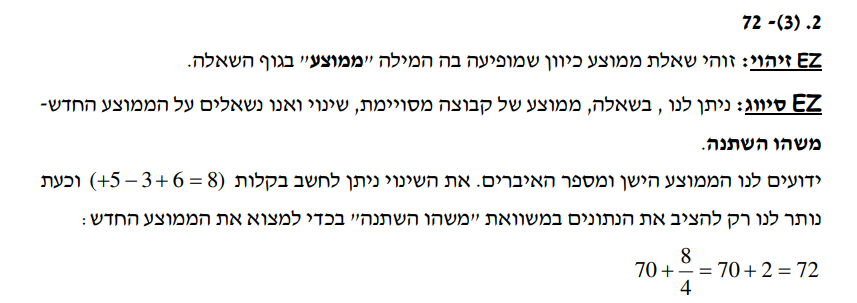 2. (3)- 72
EZ זיהוי: זוהי שאלת ממוצע כיוון שמופיעה בה המילה "ממוצע" בגוף השאלה.
EZ סיווג: ניתן לנו , בשאלה, ממוצע של קבוצה מסויימת, שינוי ואנו נשאלים על הממוצע החדש-
משהו השתנה.
ידועים לנו הממוצע הישן ומספר האיברים. את השינוי ניתן לחשב בקלות (+5 − 3 + 6 = 8) וכעת
נותר לנו רק להציב את הנתונים במשוואת "משהו השתנה" בכדי למצוא את הממוצע החדש:
70 + 8/4 = 70 + 2 = 72